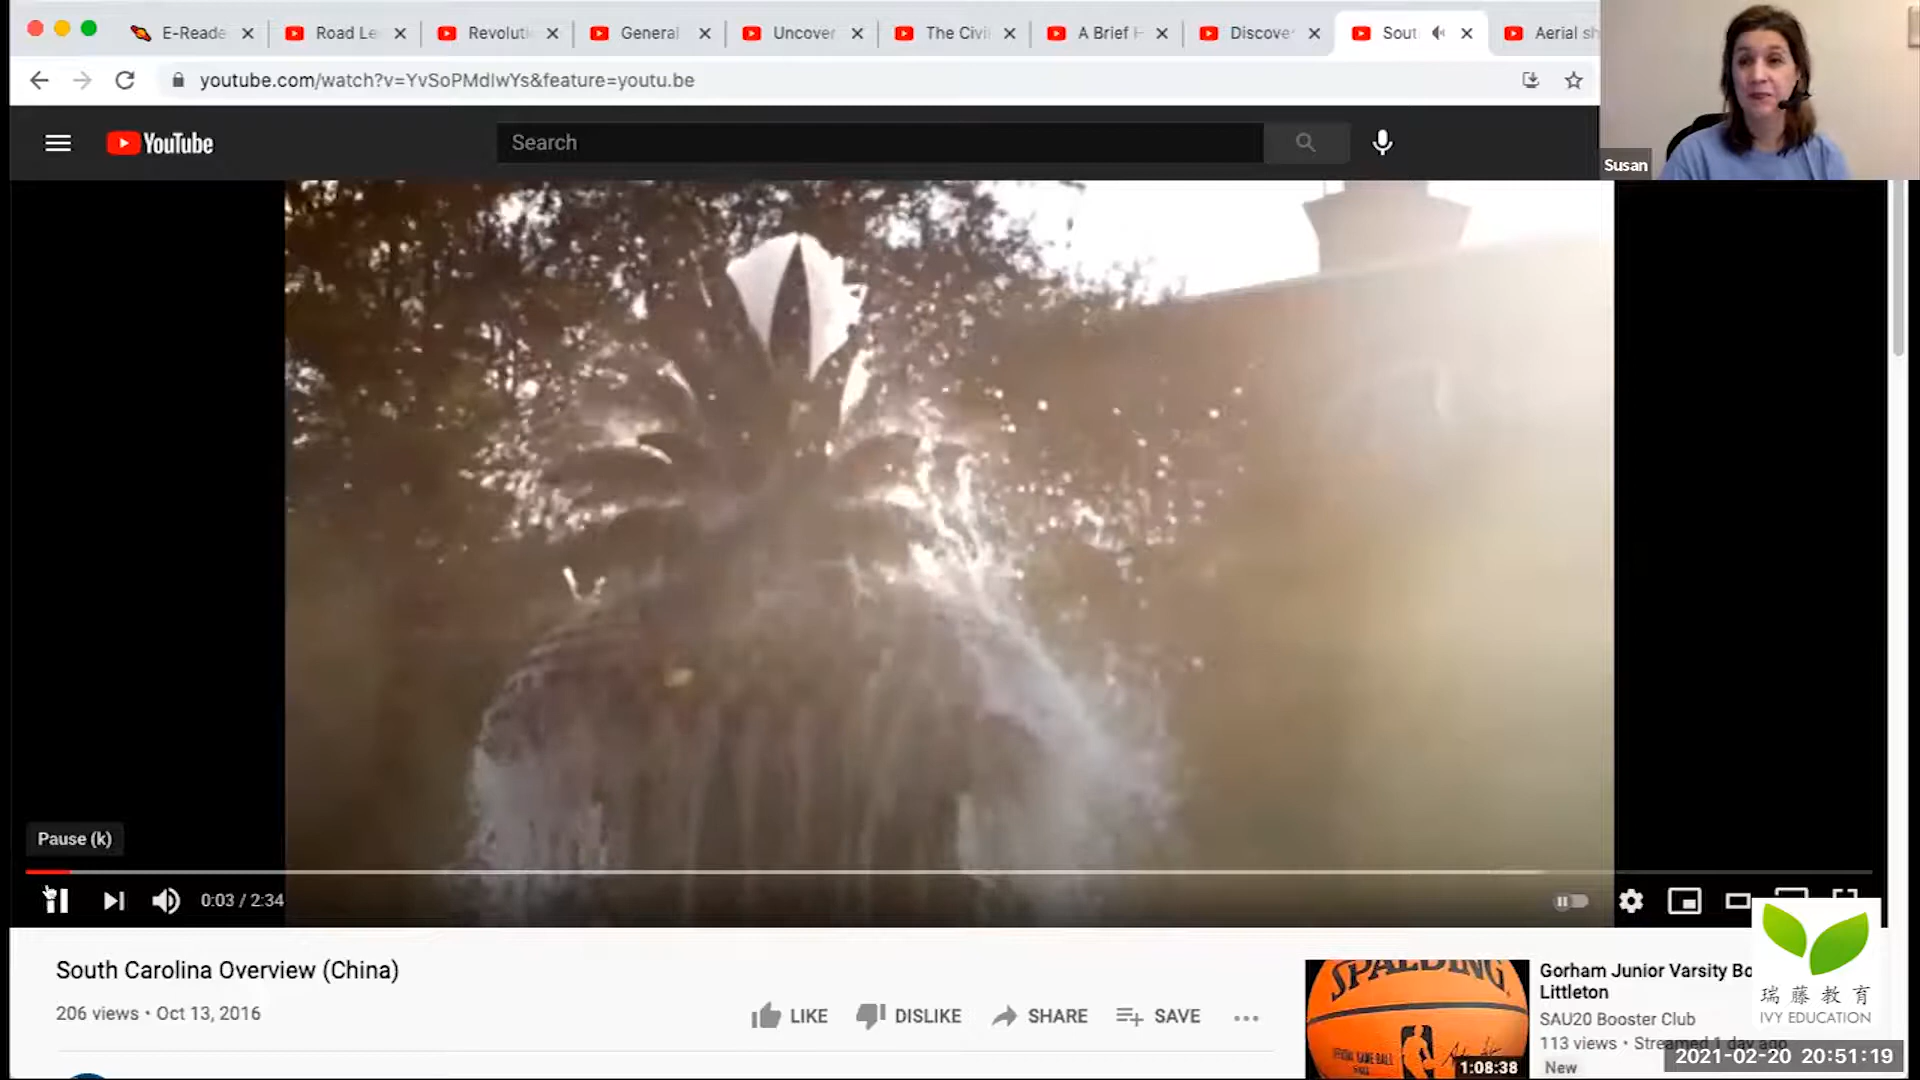 E-Reade
Road Le
Revoluti
General
Uncover
The Civi
A Brief H
Discove
Sout
Aerial sh
youtube.com/watch?v=YvSoPMdlwYs&feature=youtu.be
YouTube
Search
Susan
Pause (k)
0:03 / 2:34
South Carolina Overview (China)
206 views • Oct 13, 2016
LIKE
DISLIKE
SHARE
SAVE
SPALDING
1:08:38
Gorham Junior Varsity Bo
Littleton
SAU20 Booster Club
113 views • Streamed 1 day ago
New
瑞藤教育
IVY EDUCATION
2021-02-20 20:51:19